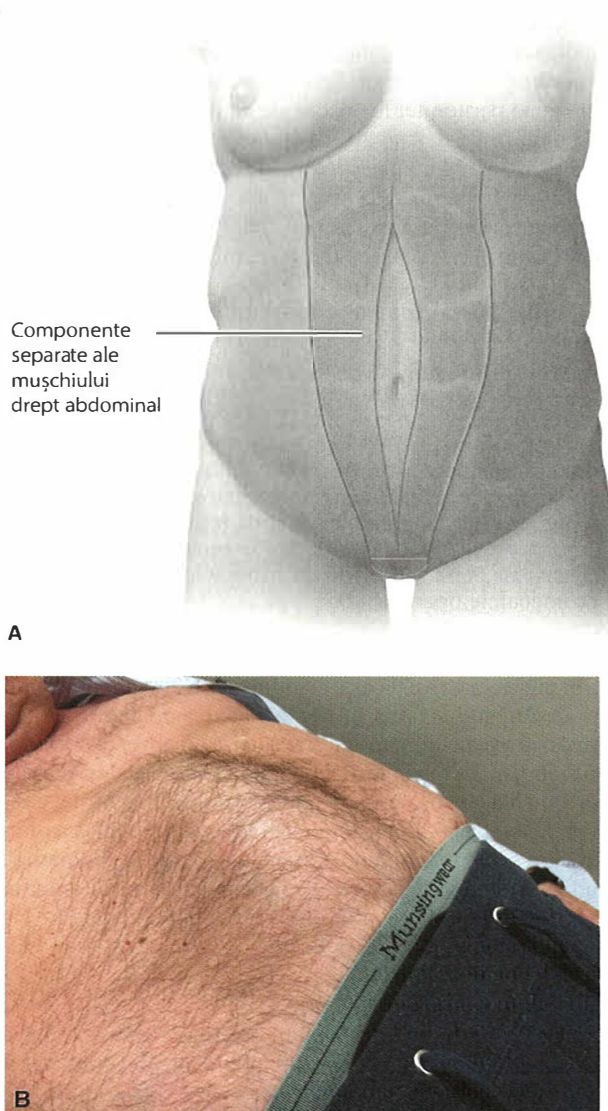 Componente
separate ale
mușchiului
drept abdominal
A
Munsingwear
B